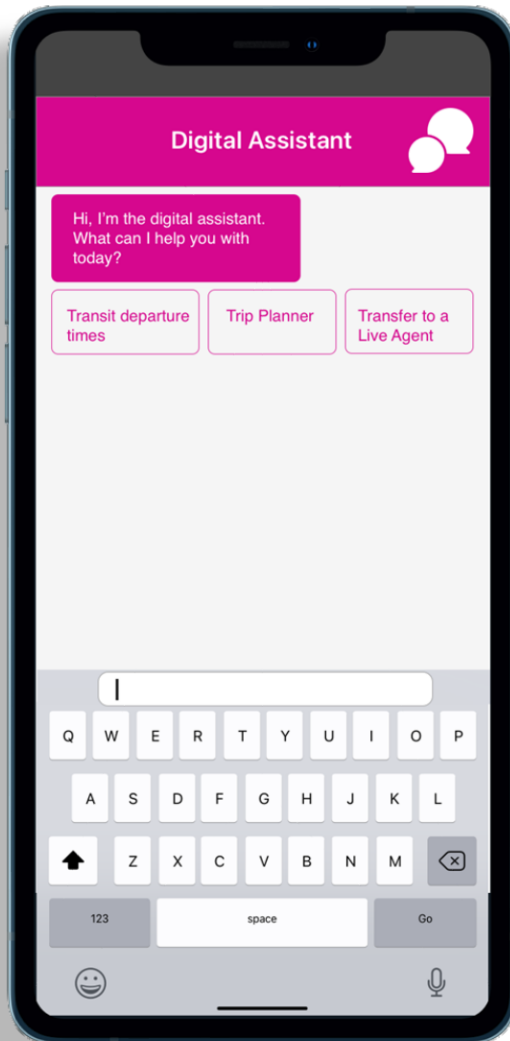 Digital Assistant
Hi, I'm the digital assistant.
What can I help you with
today?
Transit departure
times
Trip Planner
Transfer to a
Live Agent
Q W E R T Y U I O P
A S D F G H J K L
Z X C V B N M
123 space Go